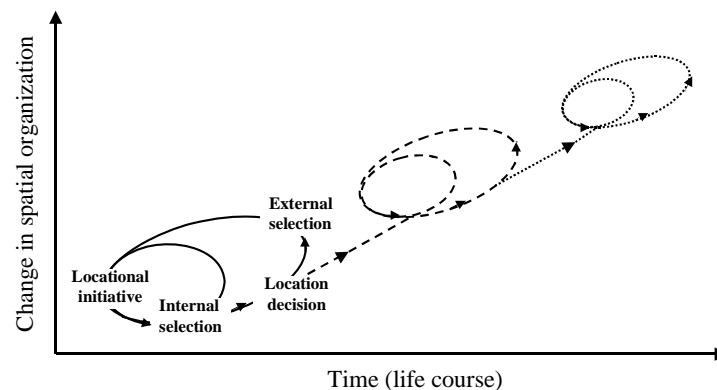 Change in spatial organization
External
selection
Locational
initiative
Internal
selection
Location
decision
Time (life course)